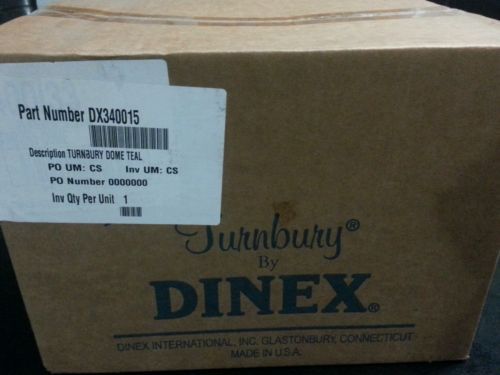 Part Number DX340015
Description TURNBURY DOME TEAL
PO UM: CS Inv UM: CS
PO Number 0000000
Inv Qty Per Unit 1
Turnbury®
By
DINEX®
DINEX INTERNATIONAL, INC. GLASTONBURY, CONNECTICUT
MADE IN U.S.A.